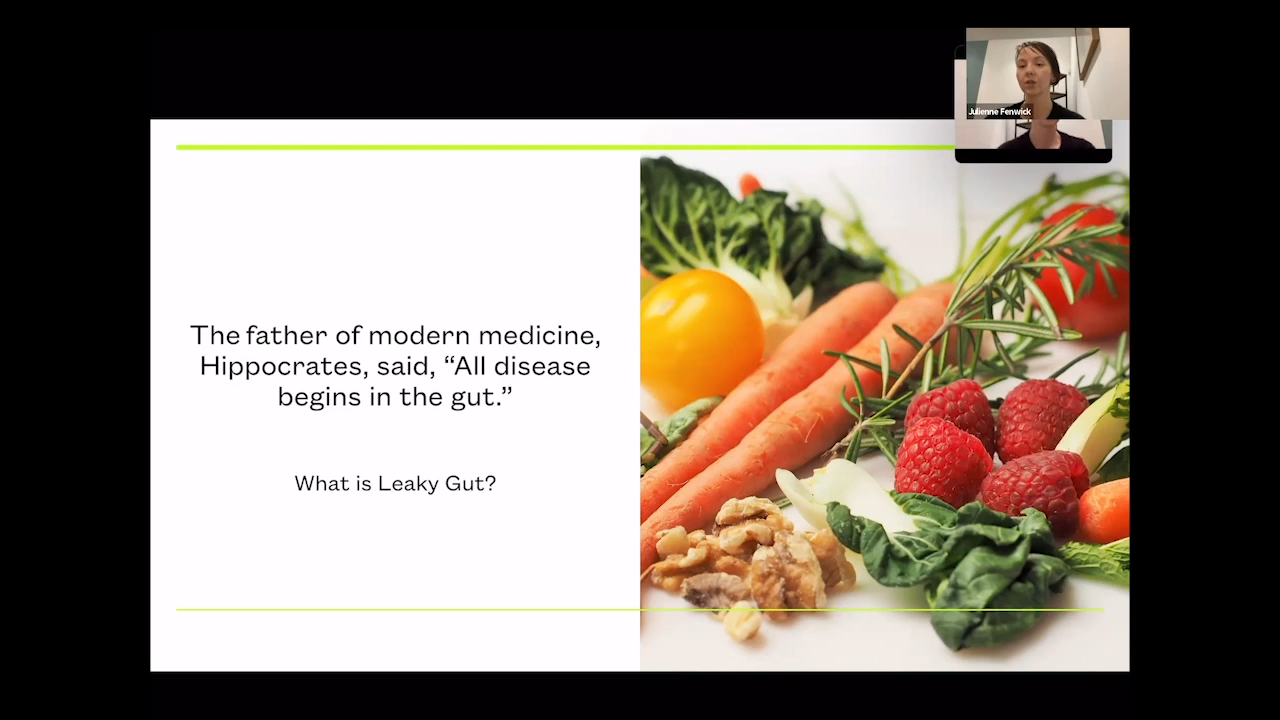 Julienne Fenwick
The father of modern medicine,
Hippocrates, said, “All disease
begins in the gut.”
What is Leaky Gut?